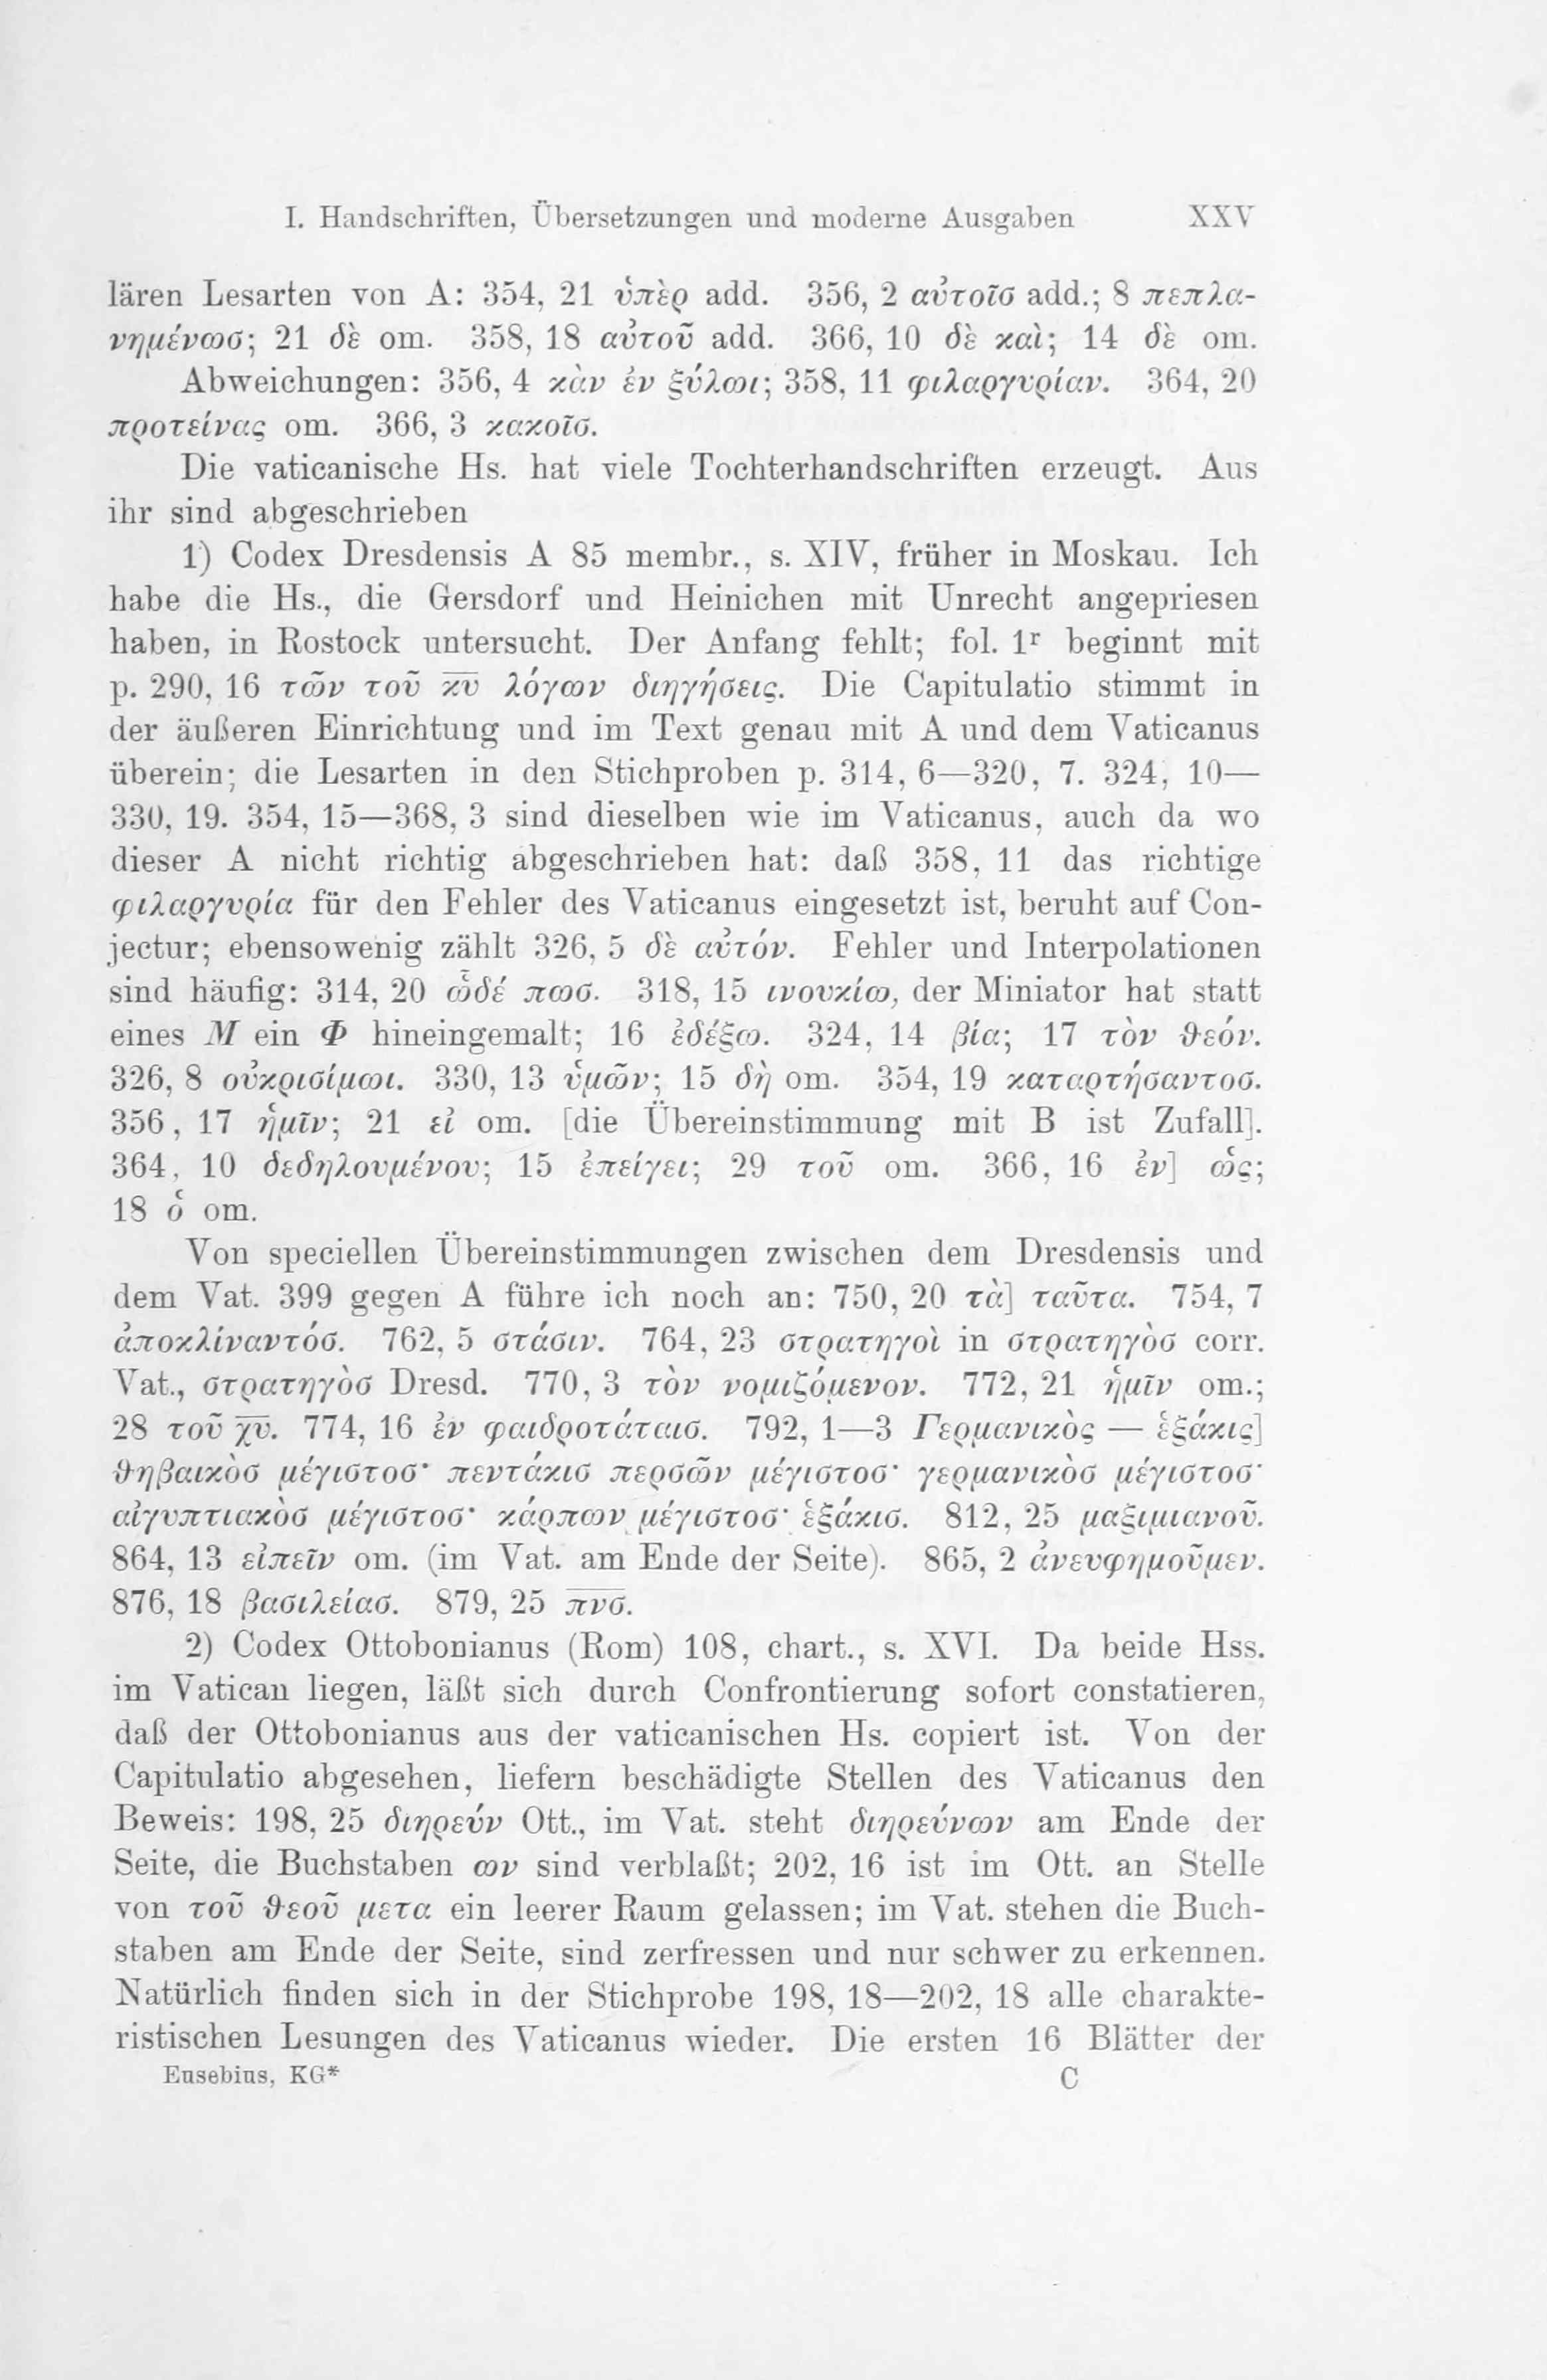 I. Handschriften, Übersetzungen und moderne Ausgaben XXV
lären Lesarten von A: 354, 21 ὑπὲρ add. 356, 2 αὐτοῖσ add.; 8 πεπλα-
νημένωσ; 21 δὲ om. 358, 18 αὐτοῦ add. 366, 10 δὲ καὶ; 14 δὲ om.
Abweichungen: 356, 4 κὰν ἐν ξύλωι; 358, 11 φιλαργυρίαν. 364, 20
προτείνας om. 366, 3 κακοῖσ.
Die vaticanische Hs. hat viele Tochterhandschriften erzeugt. Aus
ihr sind abgeschrieben
1) Codex Dresdensis A 85 membr., s. XIV, früher in Moskau. Ich
habe die Hs., die Gersdorf und Heinichen mit Unrecht angepriesen
haben, in Rostock untersucht. Der Anfang fehlt; fol. 1ʳ beginnt mit
p. 290, 16 τῶν τοῦ κ̅υ̅ λόγων διηγήσεις. Die Capitulatio stimmt in
der äußeren Einrichtung und im Text genau mit A und dem Vaticanus
überein; die Lesarten in den Stichproben p. 314, 6—320, 7. 324, 10—
330, 19. 354, 15—368, 3 sind dieselben wie im Vaticanus, auch da wo
dieser A nicht richtig abgeschrieben hat: daß 358, 11 das richtige
φιλαργυρία für den Fehler des Vaticanus eingesetzt ist, beruht auf Con-
jectur; ebensowenig zählt 326, 5 δὲ αὐτόν. Fehler und Interpolationen
sind häufig: 314, 20 ὧδέ πωσ. 318, 15 ινουκίω, der Miniator hat statt
eines M ein Φ hineingemalt; 16 ἐδέξω. 324, 14 βία; 17 τὸν θεόν.
326, 8 οὐκρισίμωι. 330, 13 ὑμῶν; 15 δὴ om. 354, 19 καταρτήσαντοσ.
356, 17 ἡμῖν; 21 εἰ om. [die Übereinstimmung mit B ist Zufall].
364, 10 δεδηλουμένου; 15 ἐπείγει; 29 τοῦ om. 366, 16 ἐν] ὡς;
18 ὁ om.
Von speciellen Übereinstimmungen zwischen dem Dresdensis und
dem Vat. 399 gegen A führe ich noch an: 750, 20 τὰ] ταῦτα. 754, 7
ἀποκλίναντόσ. 762, 5 στάσιν. 764, 23 στρατηγοὶ in στρατηγὸσ corr.
Vat., στρατηγὸσ Dresd. 770, 3 τὸν νομιζόμενον. 772, 21 ἡμῖν om.;
28 τοῦ χ̅υ̅. 774, 16 ἐν φαιδροτάταισ. 792, 1—3 Γερμανικὸς — ἑξάκις]
θηβαικὸσ μέγιστοσ· πεντάκισ περσῶν μέγιστοσ· γερμανικὸσ μέγιστοσ·
αἰγυπτιακὸσ μέγιστοσ· κάρπων μέγιστοσ· ἑξάκισ. 812, 25 μαξιμιανοῦ.
864, 13 εἰπεῖν om. (im Vat. am Ende der Seite). 865, 2 ἀνευφημοῦμεν.
876, 18 βασιλείασ. 879, 25 π̅ν̅σ̅.
2) Codex Ottobonianus (Rom) 108, chart., s. XVI. Da beide Hss.
im Vatican liegen, läßt sich durch Confrontierung sofort constatieren,
daß der Ottobonianus aus der vaticanischen Hs. copiert ist. Von der
Capitulatio abgesehen, liefern beschädigte Stellen des Vaticanus den
Beweis: 198, 25 διηρεύν Ott., im Vat. steht διηρεύνων am Ende der
Seite, die Buchstaben ων sind verblaßt; 202, 16 ist im Ott. an Stelle
von τοῦ θεοῦ μετα ein leerer Raum gelassen; im Vat. stehen die Buch-
staben am Ende der Seite, sind zerfressen und nur schwer zu erkennen.
Natürlich finden sich in der Stichprobe 198, 18—202, 18 alle charakte-
ristischen Lesungen des Vaticanus wieder. Die ersten 16 Blätter der
Eusebius, KG* C